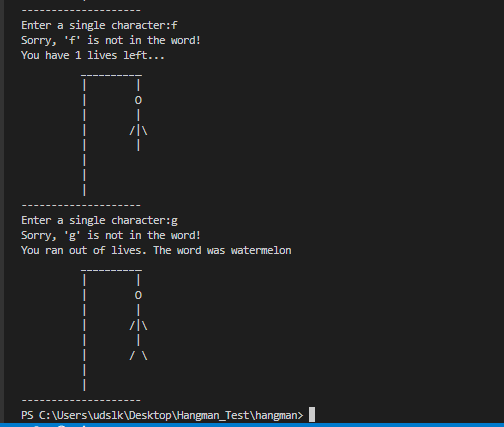 --------------------
Enter a single character:f
Sorry, 'f' is not in the word!
You have 1 lives left...
          __________
          |        |
          |        O
          |        |
          |       /|\
          |        |
          |
          |
          |
--------------------
Enter a single character:g
Sorry, 'g' is not in the word!
You ran out of lives. The word was watermelon
          __________
          |        |
          |        O
          |        |
          |       /|\
          |        |
          |       / \
          |
          |
--------------------
PS C:\Users\udslk\Desktop\Hangman_Test\hangman>